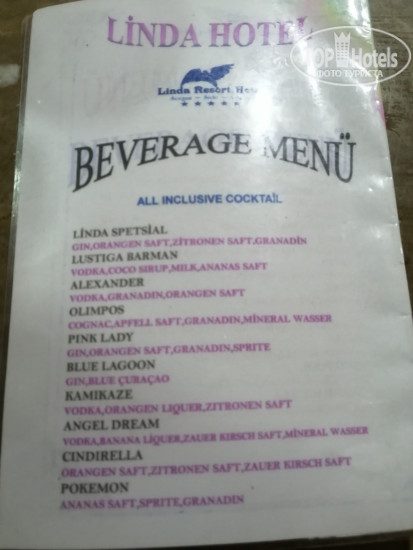 LİNDA HOTEL
TOPHotels
ФОТО ТУРИСТА
Linda Resort Hotel
BEVERAGE MENÜ
ALL INCLUSIVE COCKTAİL
LİNDA SPETSİAL
GIN,ORANGEN SAFT,ZİTRONEN SAFT,GRANADİN
LUSTIGA BARMAN
VODKA,COCO SIRUP,MILK,ANANAS SAFT
ALEXANDER
VODKA,GRANADIN,ORANGEN SAFT
OLIMPOS
COGNAC,APFELL SAFT,GRANADIN,MİNERAL WASSER
PINK LADY
GIN,ORANGEN SAFT,GRANADIN,SPRITE
BLUE LAGOON
GIN,BLUE ÇURAÇAO
KAMIKAZE
VODKA,ORANGEN LIQUER,ZITRONEN SAFT
ANGEL DREAM
VODKA,BANANA LİQUER,ZAUER KIRSCH SAFT,MİNERAL WASSER
CINDIRELLA
ORANGEN SAFT,ZITRONEN SAFT,ZAUER KIRSCH SAFT
POKEMON
ANANAS SAFT,SPRITE,GRANADIN